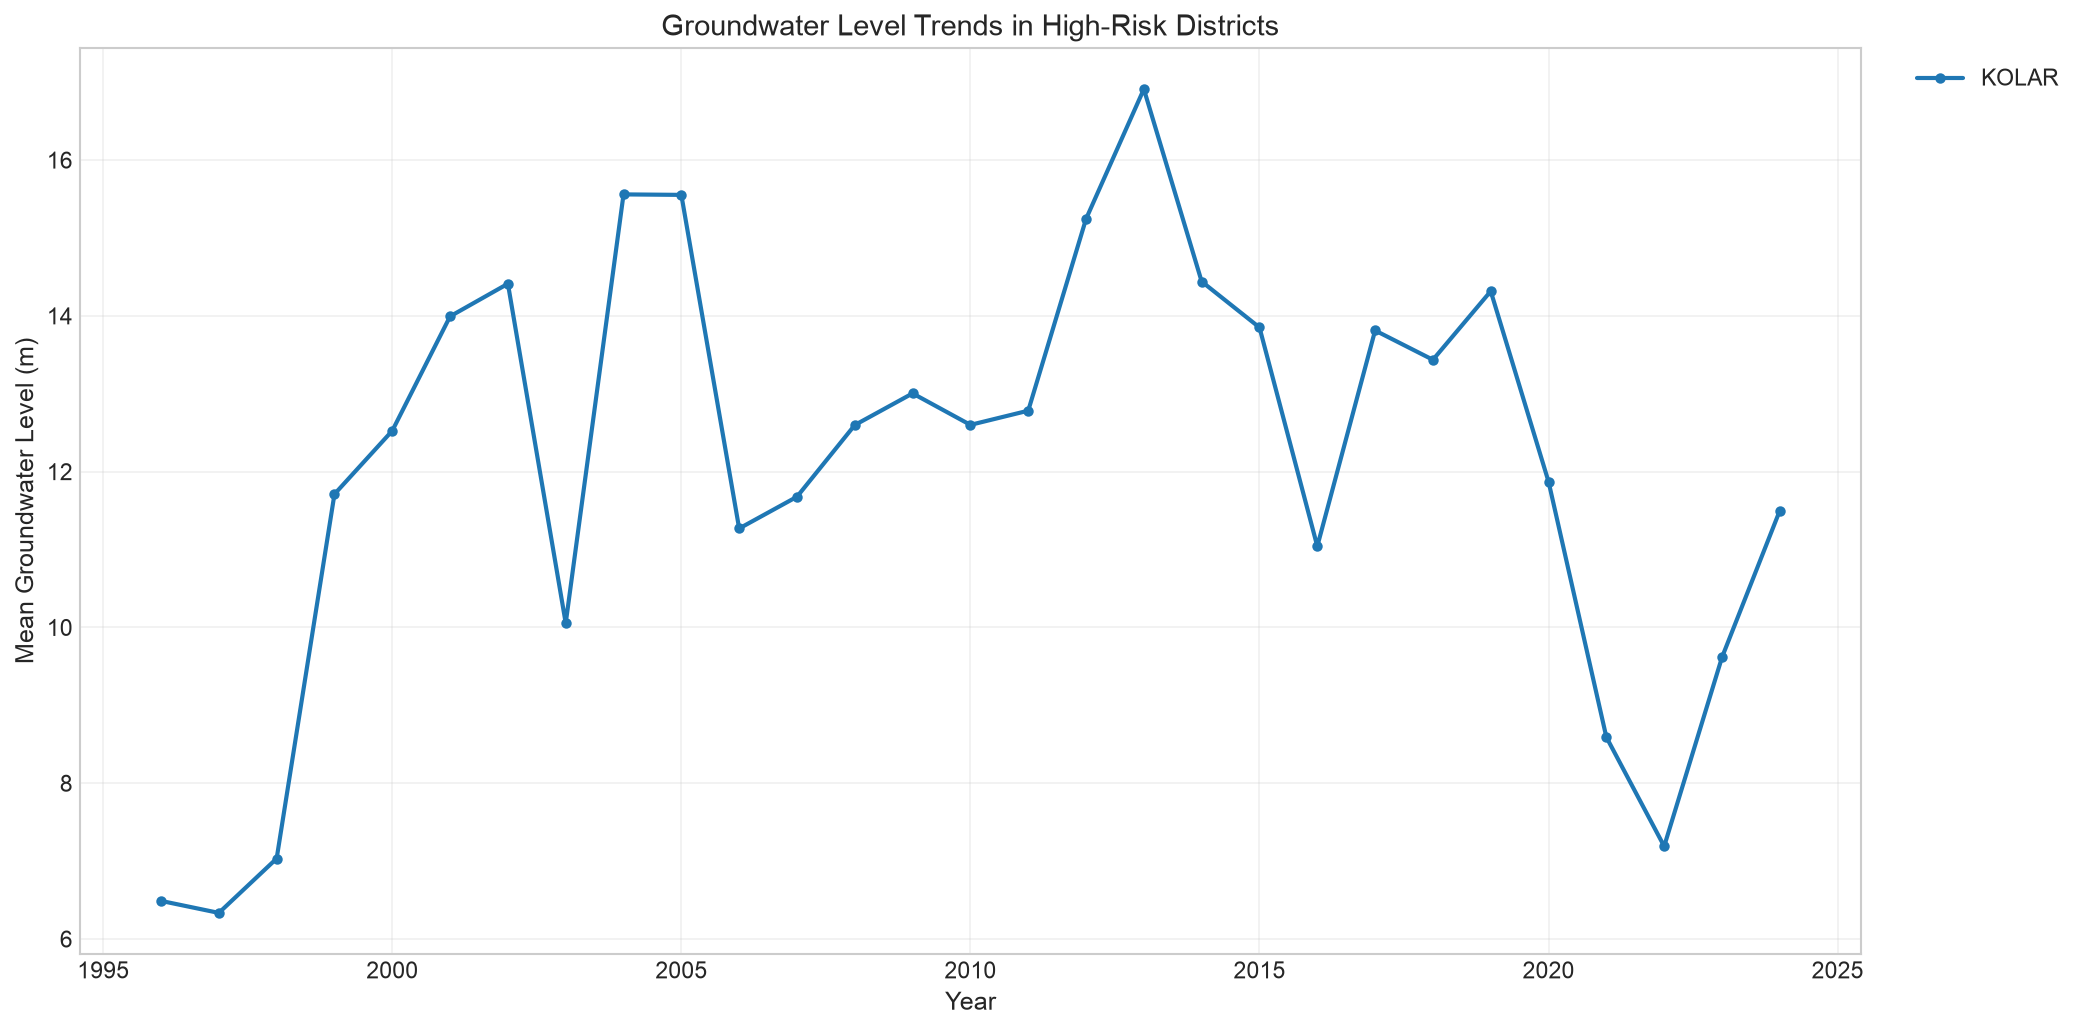 Groundwater Level Trends in High-Risk Districts
KOLAR
Mean Groundwater Level (m)
16
14
12
10
8
6
1995 2000 2005 2010 2015 2020 2025
Year